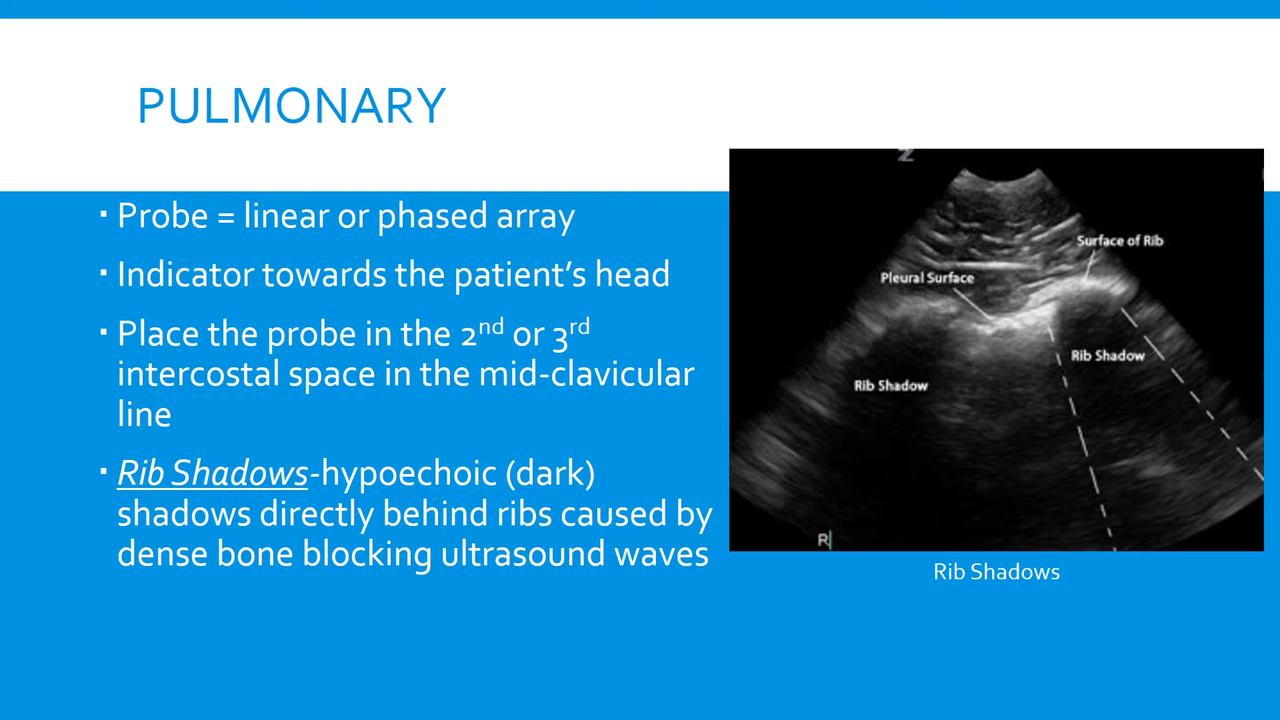 PULMONARY
▪ Probe = linear or phased array
▪ Indicator towards the patient’s head
▪ Place the probe in the 2nd or 3rd
intercostal space in the mid-clavicular
line
▪ Rib Shadows-hypoechoic (dark)
shadows directly behind ribs caused by
dense bone blocking ultrasound waves
Z
Surface of Rib
Pleural Surface
Rib Shadow
Rib Shadow
R
Rib Shadows